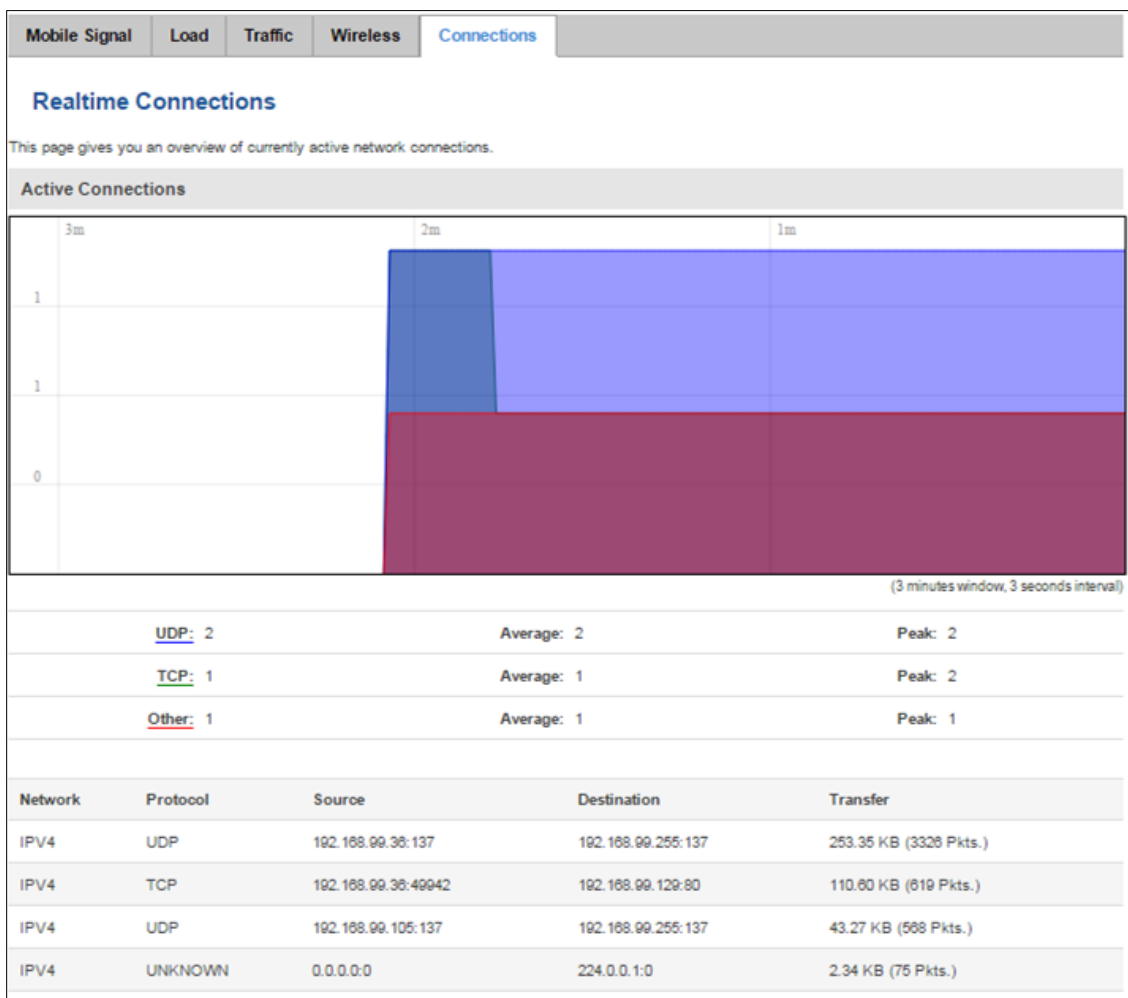 Mobile Signal Load Traffic Wireless Connections
Realtime Connections
This page gives you an overview of currently active network connections.
Active Connections
3m 2m 1m
1
1
0
(3 minutes window, 3 seconds interval)
UDP: 2 Average: 2 Peak: 2
TCP: 1 Average: 1 Peak: 2
Other: 1 Average: 1 Peak: 1
Network Protocol Source Destination Transfer
IPV4 UDP 192.168.99.36:137 192.168.99.255:137 253.35 KB (3326 Pkts.)
IPV4 TCP 192.168.99.36:49942 192.168.99.129:80 110.60 KB (619 Pkts.)
IPV4 UDP 192.168.99.105:137 192.168.99.255:137 43.27 KB (568 Pkts.)
IPV4 UNKNOWN 0.0.0.0:0 224.0.0.1:0 2.34 KB (75 Pkts.)